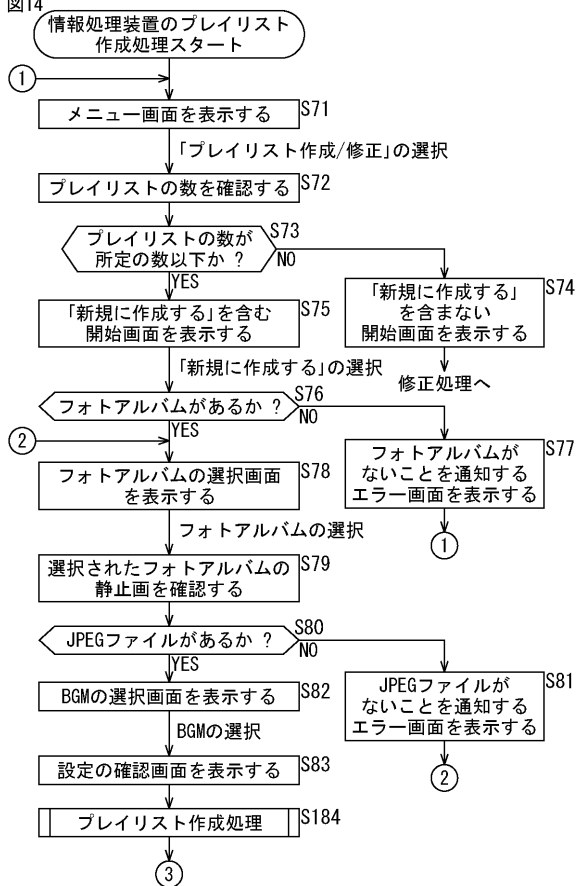 図14
情報処理装置のプレイリスト
作成処理スタート
①
メニュー画面を表示する
S71
「プレイリスト作成/修正」の選択
プレイリストの数を確認する
S72
プレイリストの数が
所定の数以下か ?
S73
NO
YES
「新規に作成する」
を含まない
開始画面を表示する
S74
修正処理へ
「新規に作成する」を含む
開始画面を表示する
S75
「新規に作成する」の選択
フォトアルバムがあるか ?
S76
NO
YES
②
フォトアルバムが
ないことを通知する
エラー画面を表示する
S77
①
フォトアルバムの選択画面
を表示する
S78
フォトアルバムの選択
選択されたフォトアルバムの
静止画を確認する
S79
JPEGファイルがあるか ?
S80
NO
YES
JPEGファイルが
ないことを通知する
エラー画面を表示する
S81
②
BGMの選択画面を表示する
S82
BGMの選択
設定の確認画面を表示する
S83
プレイリスト作成処理
S184
③